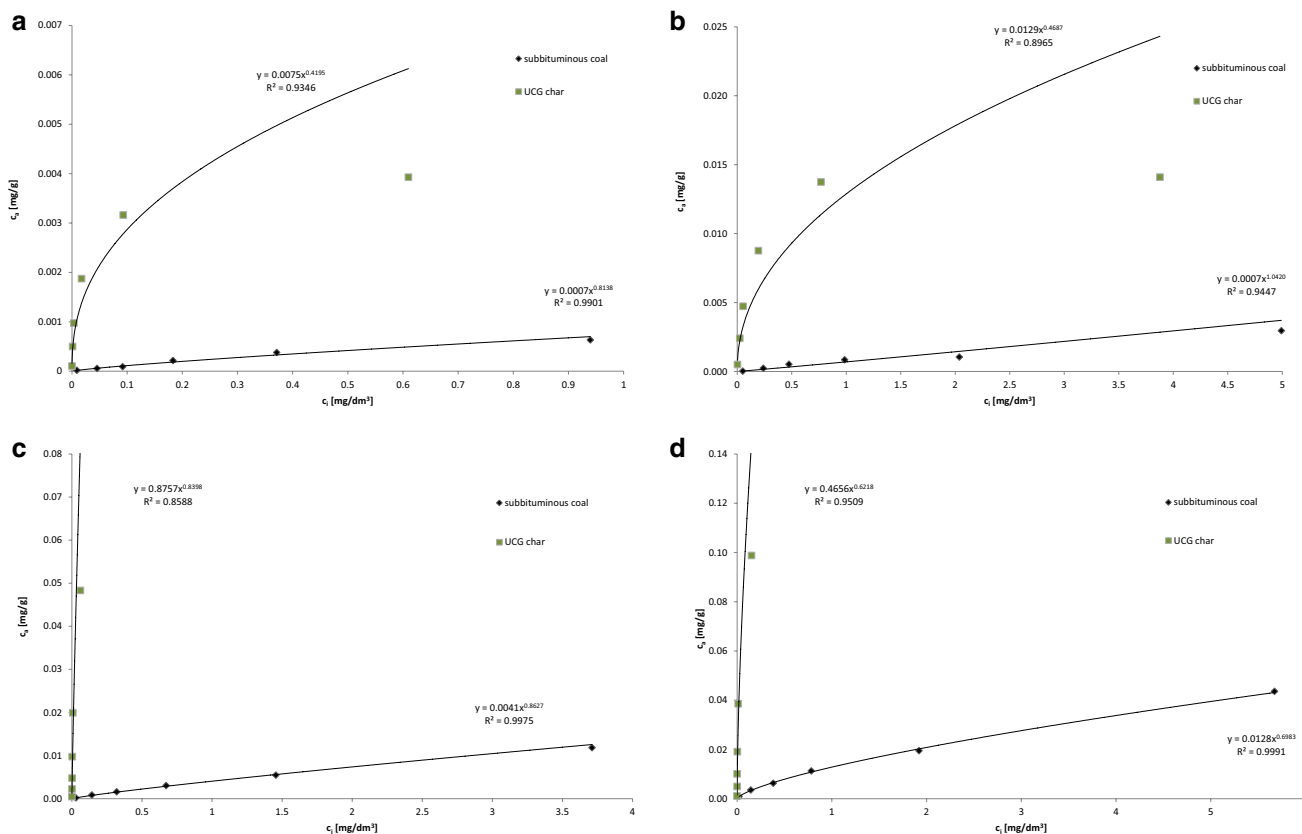 a
0.007
0.006
0.005
0.004
0.003
0.002
0.001
0
cₐ [mg/g]
y = 0.0075x^0.4195
R² = 0.9346
subbituminous coal
UCG char
y = 0.0007x^0.8138
R² = 0.9901
0 0.1 0.2 0.3 0.4 0.5 0.6 0.7 0.8 0.9 1
cᵢ [mg/dm³]
b
0.025
0.020
0.015
0.010
0.005
0.000
cₐ [mg/g]
y = 0.0129x^0.4687
R² = 0.8965
subbituminous coal
UCG char
y = 0.0007x^1.0420
R² = 0.9447
0 0.5 1 1.5 2 2.5 3 3.5 4 4.5 5
cᵢ [mg/dm³]
c
0.08
0.07
0.06
0.05
0.04
0.03
0.02
0.01
0.00
cₐ [mg/g]
y = 0.8757x^0.8398
R² = 0.8588
subbituminous coal
UCG char
y = 0.0041x^0.8627
R² = 0.9975
0 0.5 1 1.5 2 2.5 3 3.5 4
cᵢ [mg/dm³]
d
0.14
0.12
0.10
0.08
0.06
0.04
0.02
0.00
cₐ [mg/g]
y = 0.4656x^0.6218
R² = 0.9509
subbituminous coal
UCG char
y = 0.0128x^0.6983
R² = 0.9991
0 1 2 3 4 5
cᵢ [mg/dm³]